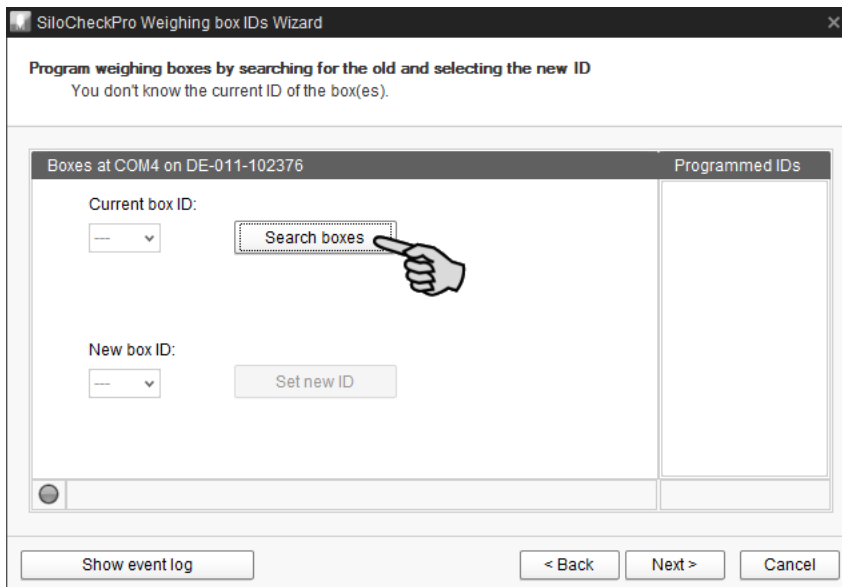 SiloCheckPro Weighing box IDs Wizard
Program weighing boxes by searching for the old and selecting the new ID
You don't know the current ID of the box(es).
Boxes at COM4 on DE-011-102376
Programmed IDs
Current box ID:
---
Search boxes
New box ID:
---
Set new ID
Show event log
< Back
Next >
Cancel